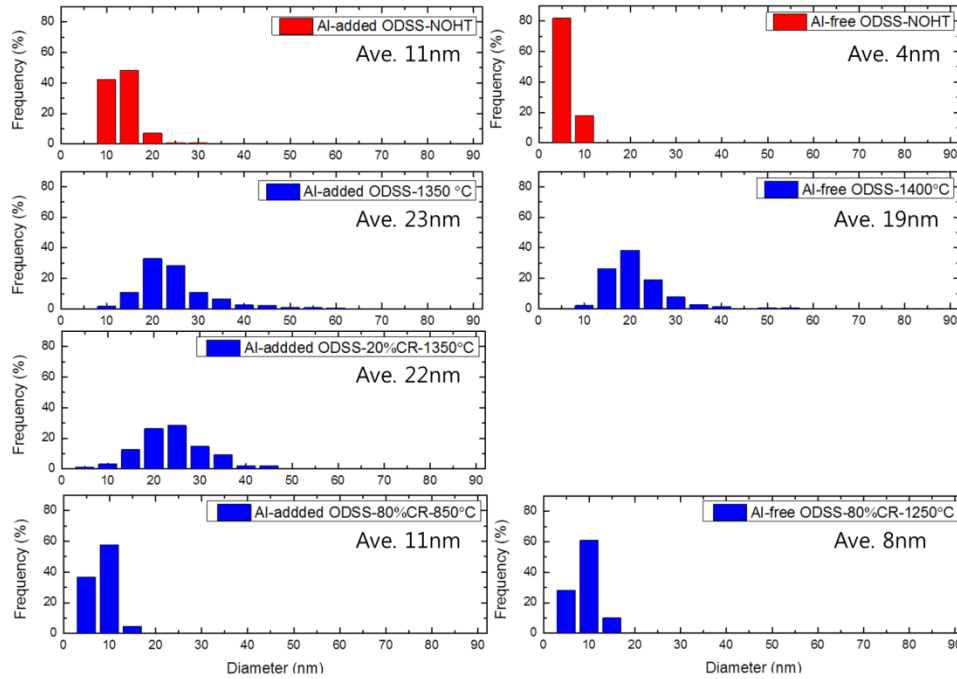 Al-added ODSS-NOHT
Ave. 11nm
Frequency (%)
80
60
40
20
0
0 10 20 30 40 50 60 70 80 90
Al-free ODSS-NOHT
Ave. 4nm
Frequency (%)
80
60
40
20
0
0 10 20 30 40 50 60 70 80 90
Al-added ODSS-1350 °C
Ave. 23nm
Frequency (%)
80
60
40
20
0
0 10 20 30 40 50 60 70 80 90
Al-free ODSS-1400°C
Ave. 19nm
Frequency (%)
80
60
40
20
0
0 10 20 30 40 50 60 70 80 90
Al-addded ODSS-20%CR-1350°C
Ave. 22nm
Frequency (%)
80
60
40
20
0
0 10 20 30 40 50 60 70 80 90
Al-addded ODSS-80%CR-850°C
Ave. 11nm
Frequency (%)
80
60
40
20
0
0 10 20 30 40 50 60 70 80 90
Diameter (nm)
Al-free ODSS-80%CR-1250°C
Ave. 8nm
Frequency (%)
80
60
40
20
0
0 10 20 30 40 50 60 70 80 90
Diameter (nm)